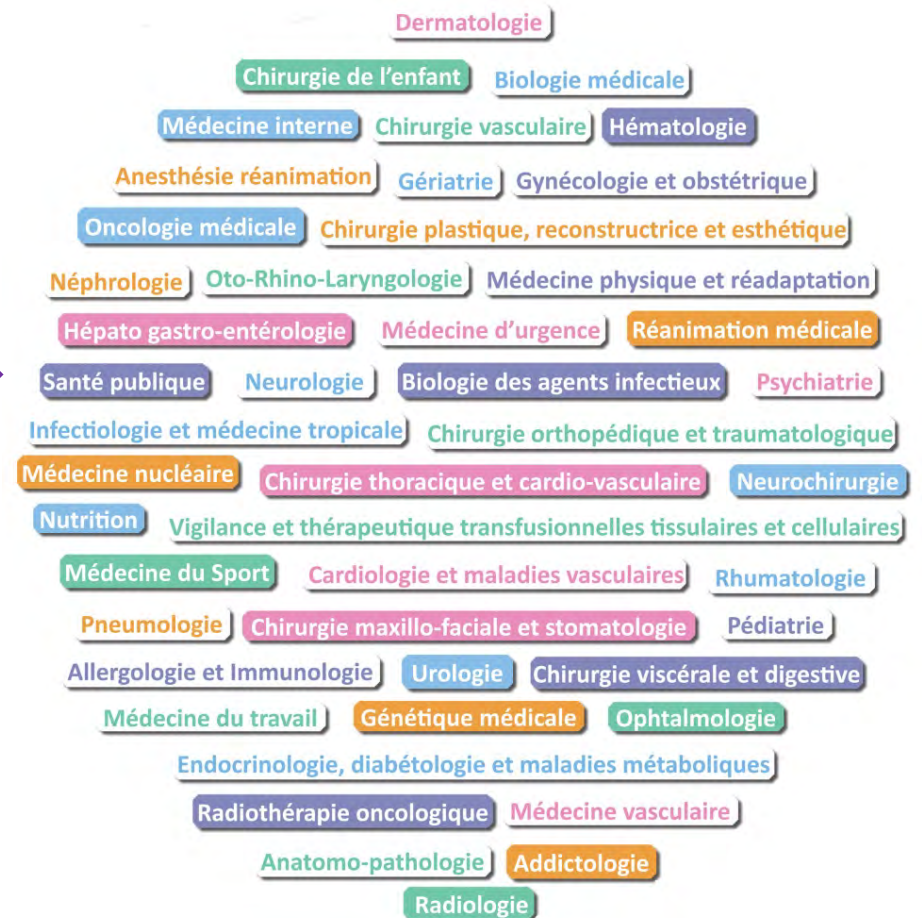 Dermatologie
Chirurgie de l’enfant Biologie médicale
Médecine interne Chirurgie vasculaire Hématologie
Anesthésie réanimation Gériatrie Gynécologie et obstétrique
Oncologie médicale Chirurgie plastique, reconstructrice et esthétique
Néphrologie Oto-Rhino-Laryngologie Médecine physique et réadaptation
Hépato gastro-entérologie Médecine d’urgence Réanimation médicale
Santé publique Neurologie Biologie des agents infectieux Psychiatrie
Infectiologie et médecine tropicale Chirurgie orthopédique et traumatologique
Médecine nucléaire Chirurgie thoracique et cardio-vasculaire Neurochirurgie
Nutrition Vigilance et thérapeutique transfusionnelles tissulaires et cellulaires
Médecine du Sport Cardiologie et maladies vasculaires Rhumatologie
Pneumologie Chirurgie maxillo-faciale et stomatologie Pédiatrie
Allergologie et Immunologie Urologie Chirurgie viscérale et digestive
Médecine du travail Génétique médicale Ophtalmologie
Endocrinologie, diabétologie et maladies métaboliques
Radiothérapie oncologique Médecine vasculaire
Anatomo-pathologie Addictologie
Radiologie